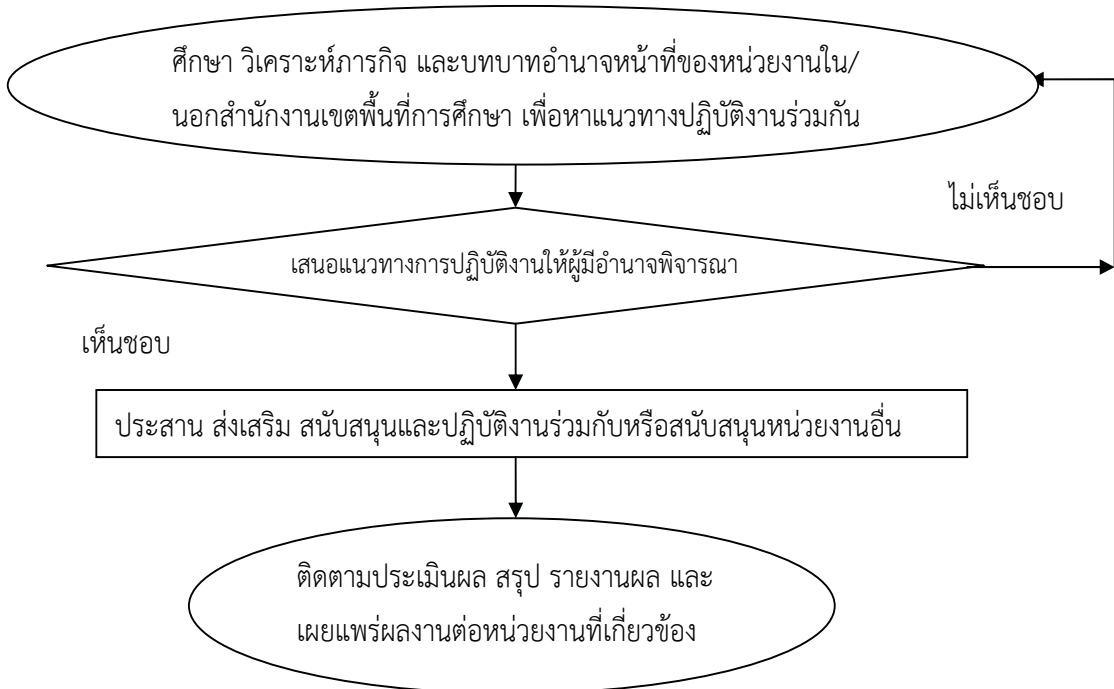 ศึกษา วิเคราะห์ภารกิจ และบทบาทอำนาจหน้าที่ของหน่วยงานใน/
นอกสำนักงานเขตพื้นที่การศึกษา เพื่อหาแนวทางปฏิบัติงานร่วมกัน
ไม่เห็นชอบ
เสนอแนวทางการปฏิบัติงานให้ผู้มีอำนาจพิจารณา
เห็นชอบ
ประสาน ส่งเสริม สนับสนุนและปฏิบัติงานร่วมกับหรือสนับสนุนหน่วยงานอื่น
ติดตามประเมินผล สรุป รายงานผล และ
เผยแพร่ผลงานต่อหน่วยงานที่เกี่ยวข้อง